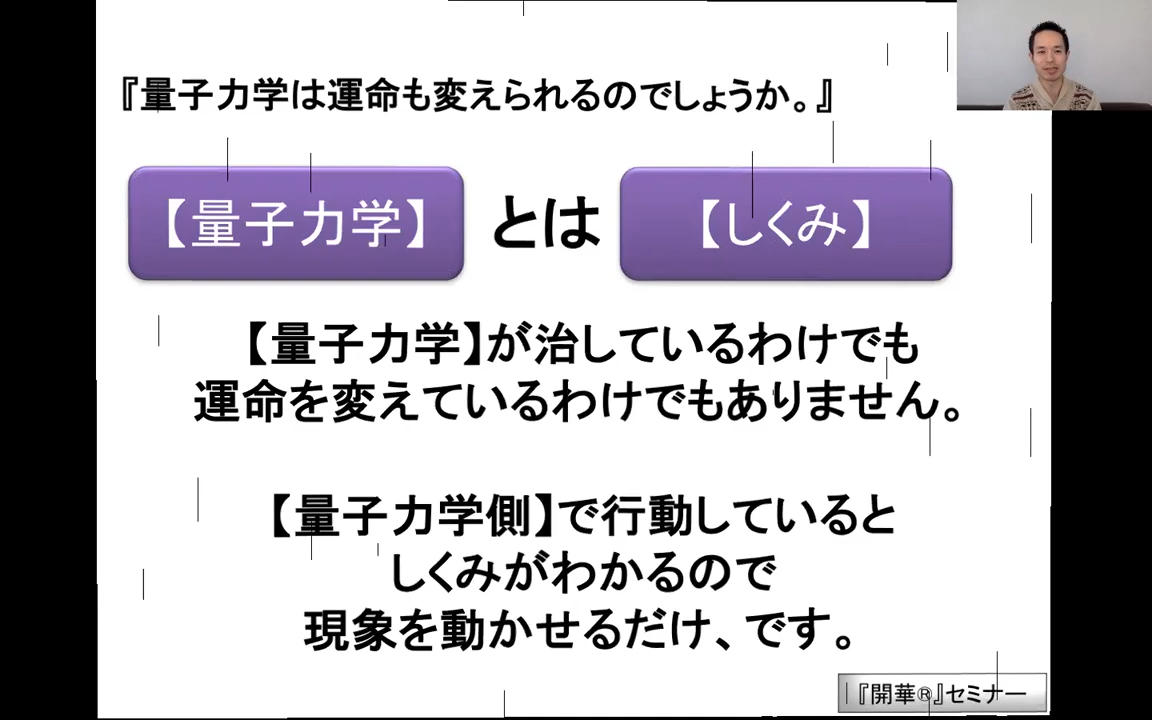 『量子力学は運命も変えられるのでしょうか。』
【量子力学】 とは 【しくみ】
【量子力学】が治しているわけでも
運命を変えているわけでもありません。
【量子力学側】で行動していると
しくみがわかるので
現象を動かせるだけ、です。
『開華®』セミナー